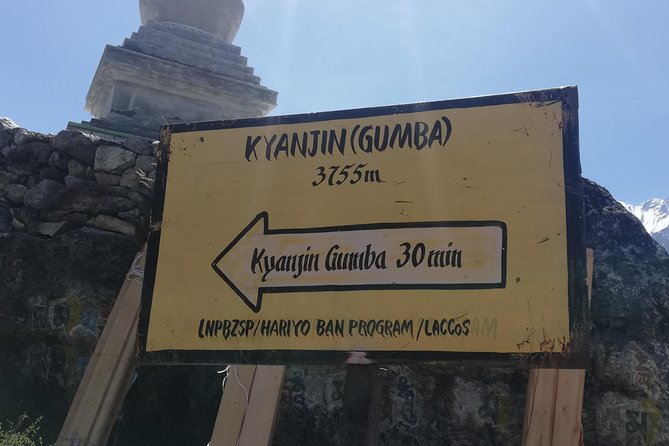 KYANJIN(GUMBA)
3755m
Kyanjin Gumba 30 min
LNPBZSP/HARIYO BAN PROGRAM/LACCoS